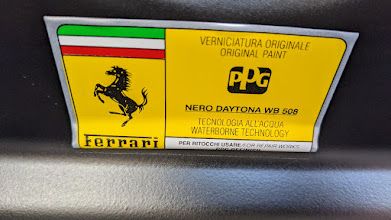 VERNICIATURA ORIGINALE
ORIGINAL PAINT
PPG
NERO DAYTONA WB 508
TECNOLOGIA ALL'ACQUA
WATERBORNE TECHNOLOGY
PER RITOCCHI USARE/FOR REPAIR WORKS
Ferrari